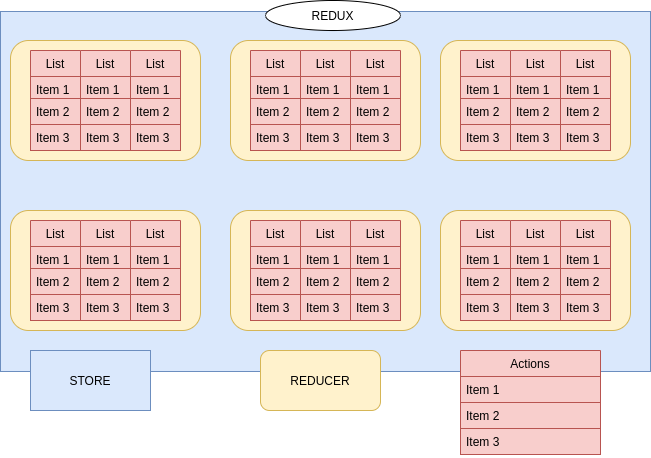 REDUX
List List List List List List List List List
Item 1 Item 1 Item 1 Item 1 Item 1 Item 1 Item 1 Item 1 Item 1
Item 2 Item 2 Item 2 Item 2 Item 2 Item 2 Item 2 Item 2 Item 2
Item 3 Item 3 Item 3 Item 3 Item 3 Item 3 Item 3 Item 3 Item 3
List List List List List List List List List
Item 1 Item 1 Item 1 Item 1 Item 1 Item 1 Item 1 Item 1 Item 1
Item 2 Item 2 Item 2 Item 2 Item 2 Item 2 Item 2 Item 2 Item 2
Item 3 Item 3 Item 3 Item 3 Item 3 Item 3 Item 3 Item 3 Item 3
STORE
REDUCER
Actions
Item 1
Item 2
Item 3